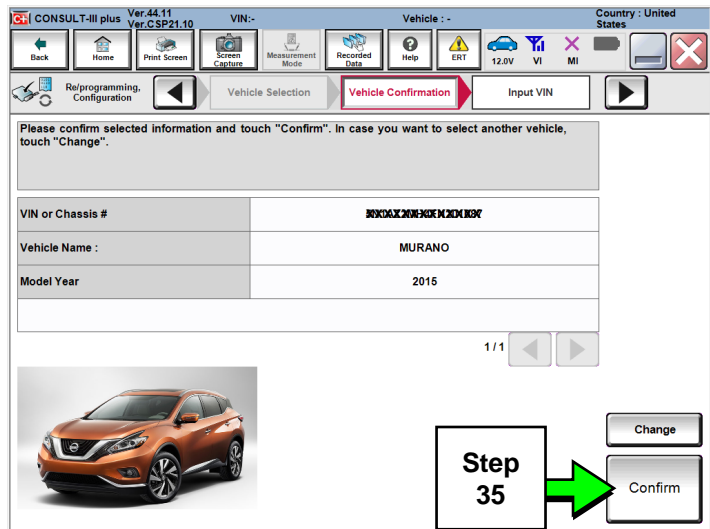 CONSULT-III plus Ver.44.11
Ver.CSP21.10
VIN:-
Vehicle : -
Country : United
States
Back
Home
Print Screen
Screen
Capture
Measurement
Mode
Recorded
Data
Help
ERT
12.0V
VI
MI
Re/programming,
Configuration
Vehicle Selection
Vehicle Confirmation
Input VIN
Please confirm selected information and touch "Confirm". In case you want to select another vehicle,
touch "Change".
VIN or Chassis #
Vehicle Name :
MURANO
Model Year
2015
1/1
Change
Step
35
Confirm